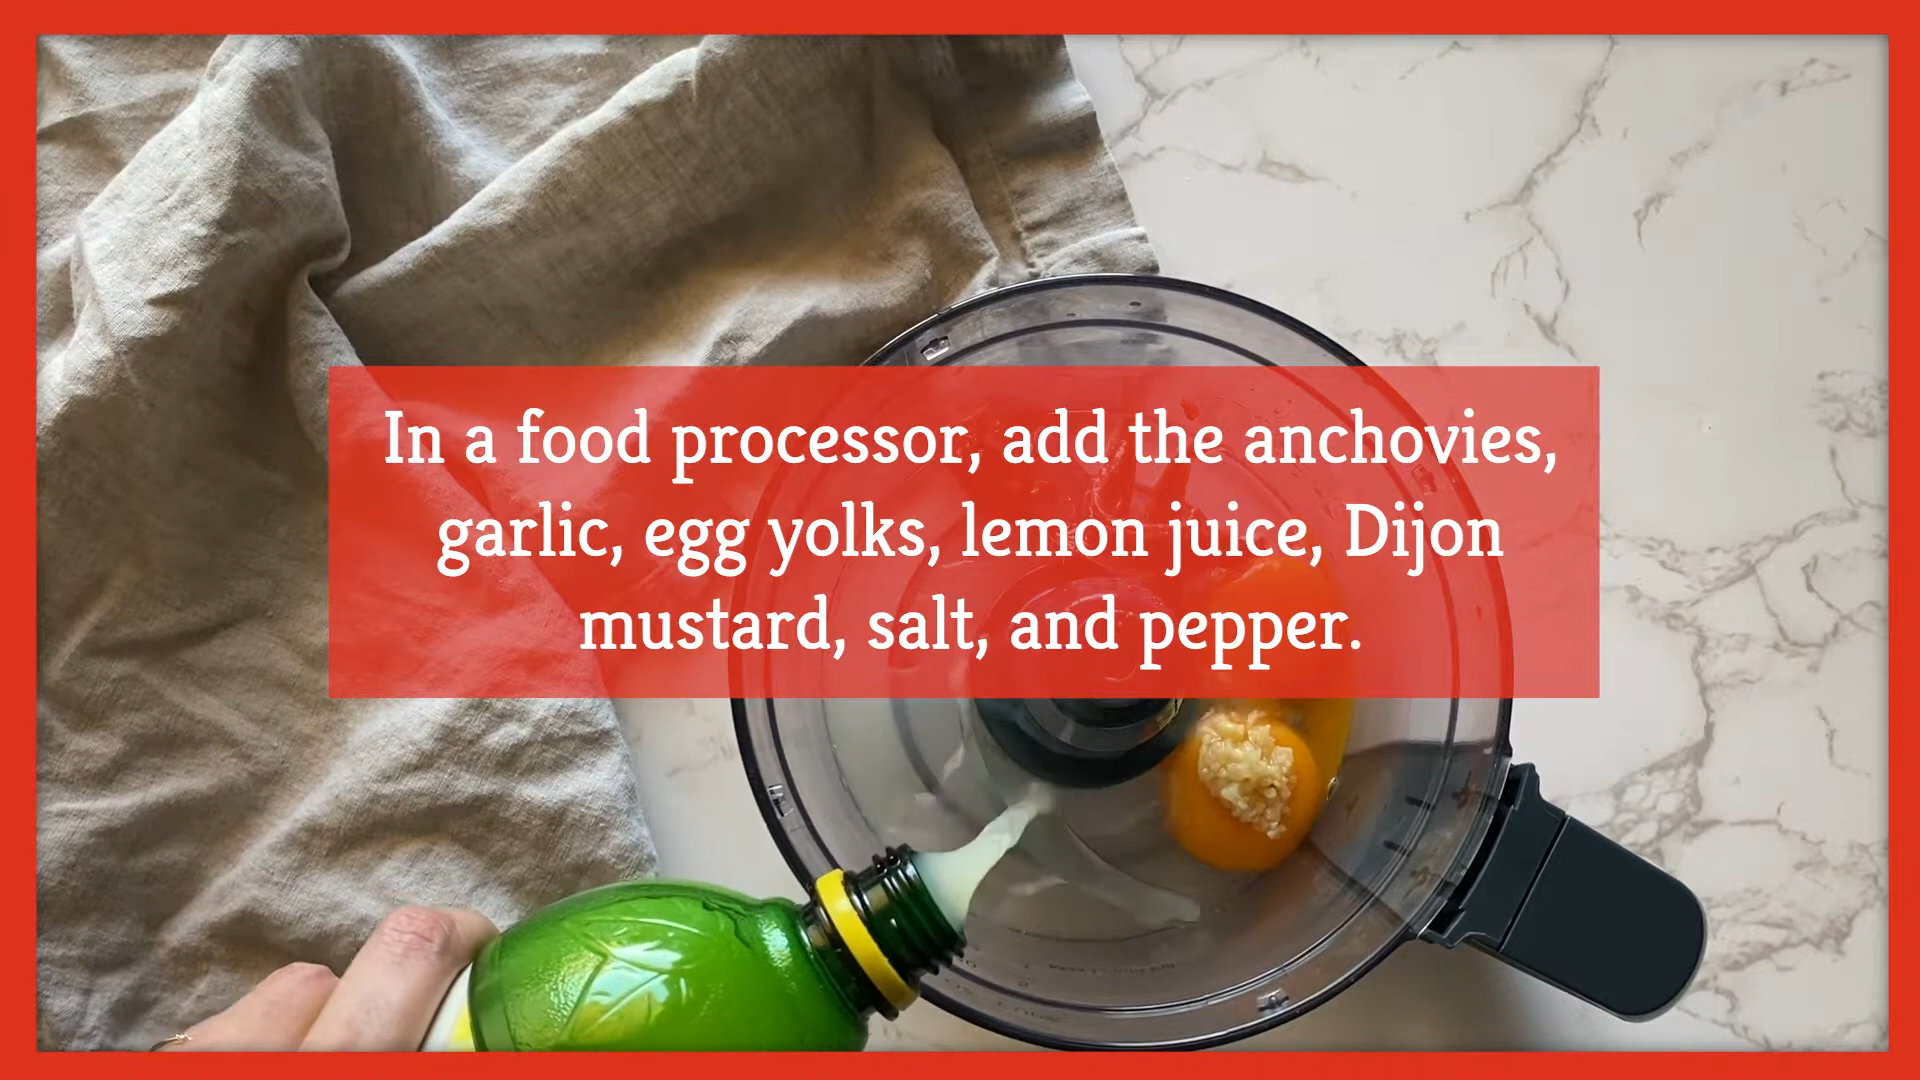 In a food processor, add the anchovies,
garlic, egg yolks, lemon juice, Dijon
mustard, salt, and pepper.